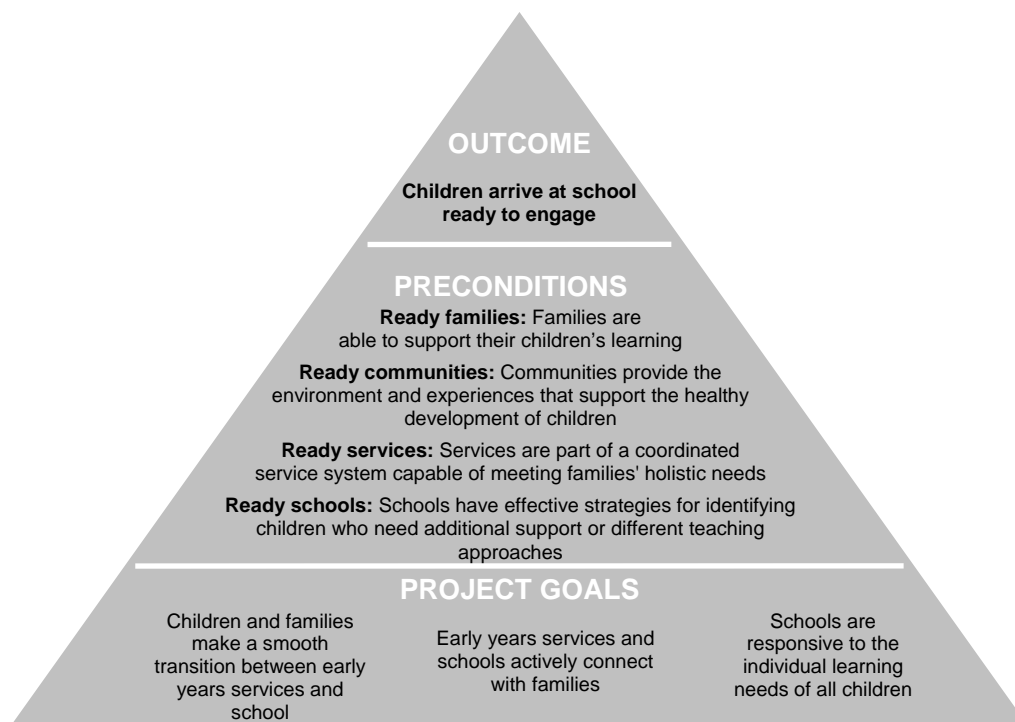 OUTCOME
Children arrive at school
ready to engage
PRECONDITIONS
Ready families: Families are
able to support their children's learning
Ready communities: Communities provide the
environment and experiences that support the healthy
development of children
Ready services: Services are part of a coordinated
service system capable of meeting families' holistic needs
Ready schools: Schools have effective strategies for identifying
children who need additional support or different teaching
approaches
PROJECT GOALS
Children and families
make a smooth
transition between early
years services and
school
Early years services and
schools actively connect
with families
Schools are
responsive to the
individual learning
needs of all children